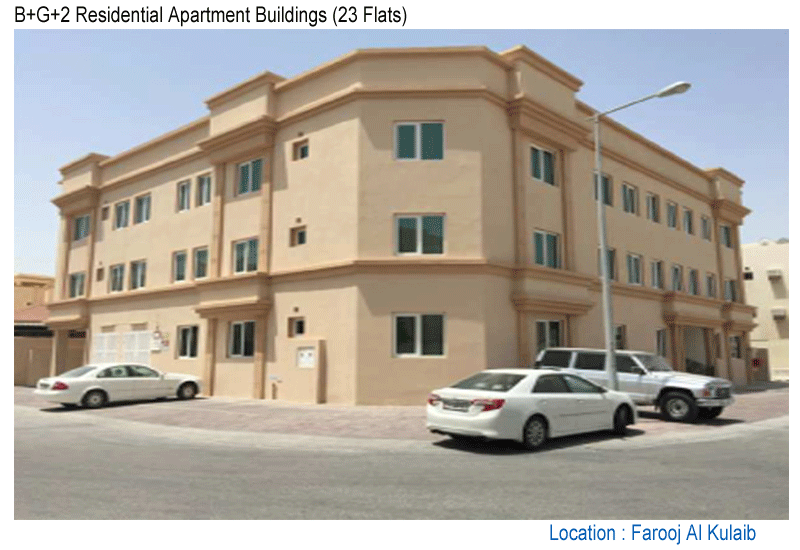 B+G+2 Residential Apartment Buildings (23 Flats)
Location : Farooj Al Kulaib